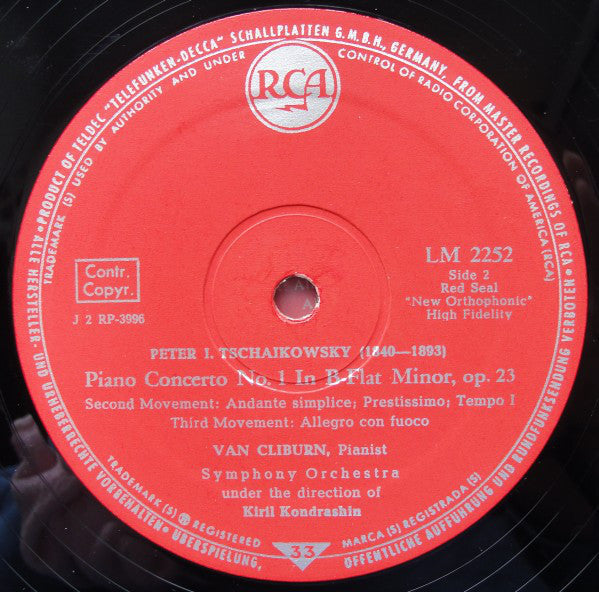 • PRODUCT OF TELDEC "TELEFUNKEN-DECCA" SCHALLPLATTEN G.M.B.H., GERMANY, FROM MASTER RECORDINGS OF RCA •
TRADEMARK (S) USED BY AUTHORITY AND UNDER CONTROL OF RADIO CORPORATION OF AMERICA (RCA)
RCA
LM 2252
Side 2
Red Seal
"New Orthophonic"
High Fidelity
Contr.
Copyr.
J 2 RP-3996
PETER I. TSCHAIKOWSKY (1840—1893)
Piano Concerto No. 1 In B-Flat Minor, op. 23
Second Movement: Andante simplice; Prestissimo; Tempo I
Third Movement: Allegro con fuoco
VAN CLIBURN, Pianist
Symphony Orchestra
under the direction of
Kiril Kondrashin
TRADEMARK (S) ® REGISTERED
MARCA (S) REGISTRADA (S)
33
ALLE HERSTELLER- UND URHEBERRECHTE VORBEHALTEN • ÜBERSPIELUNG, ÖFFENTLICHE AUFFÜHRUNG UND RUNDFUNKSENDUNG VERBOTEN